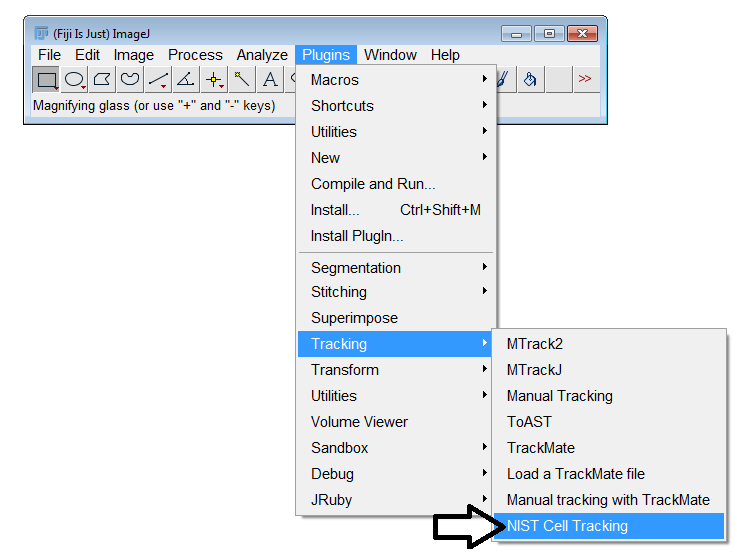 (Fiji Is Just) ImageJ
File Edit Image Process Analyze Plugins Window Help
A >>
Magnifying glass (or use "+" and "-" keys)
Macros
Shortcuts
Utilities
New
Compile and Run...
Install... Ctrl+Shift+M
Install PlugIn...
Segmentation
Stitching
Superimpose
Tracking
Transform
Utilities
Volume Viewer
Sandbox
Debug
JRuby
MTrack2
MTrackJ
Manual Tracking
ToAST
TrackMate
Load a TrackMate file
Manual tracking with TrackMate
NIST Cell Tracking